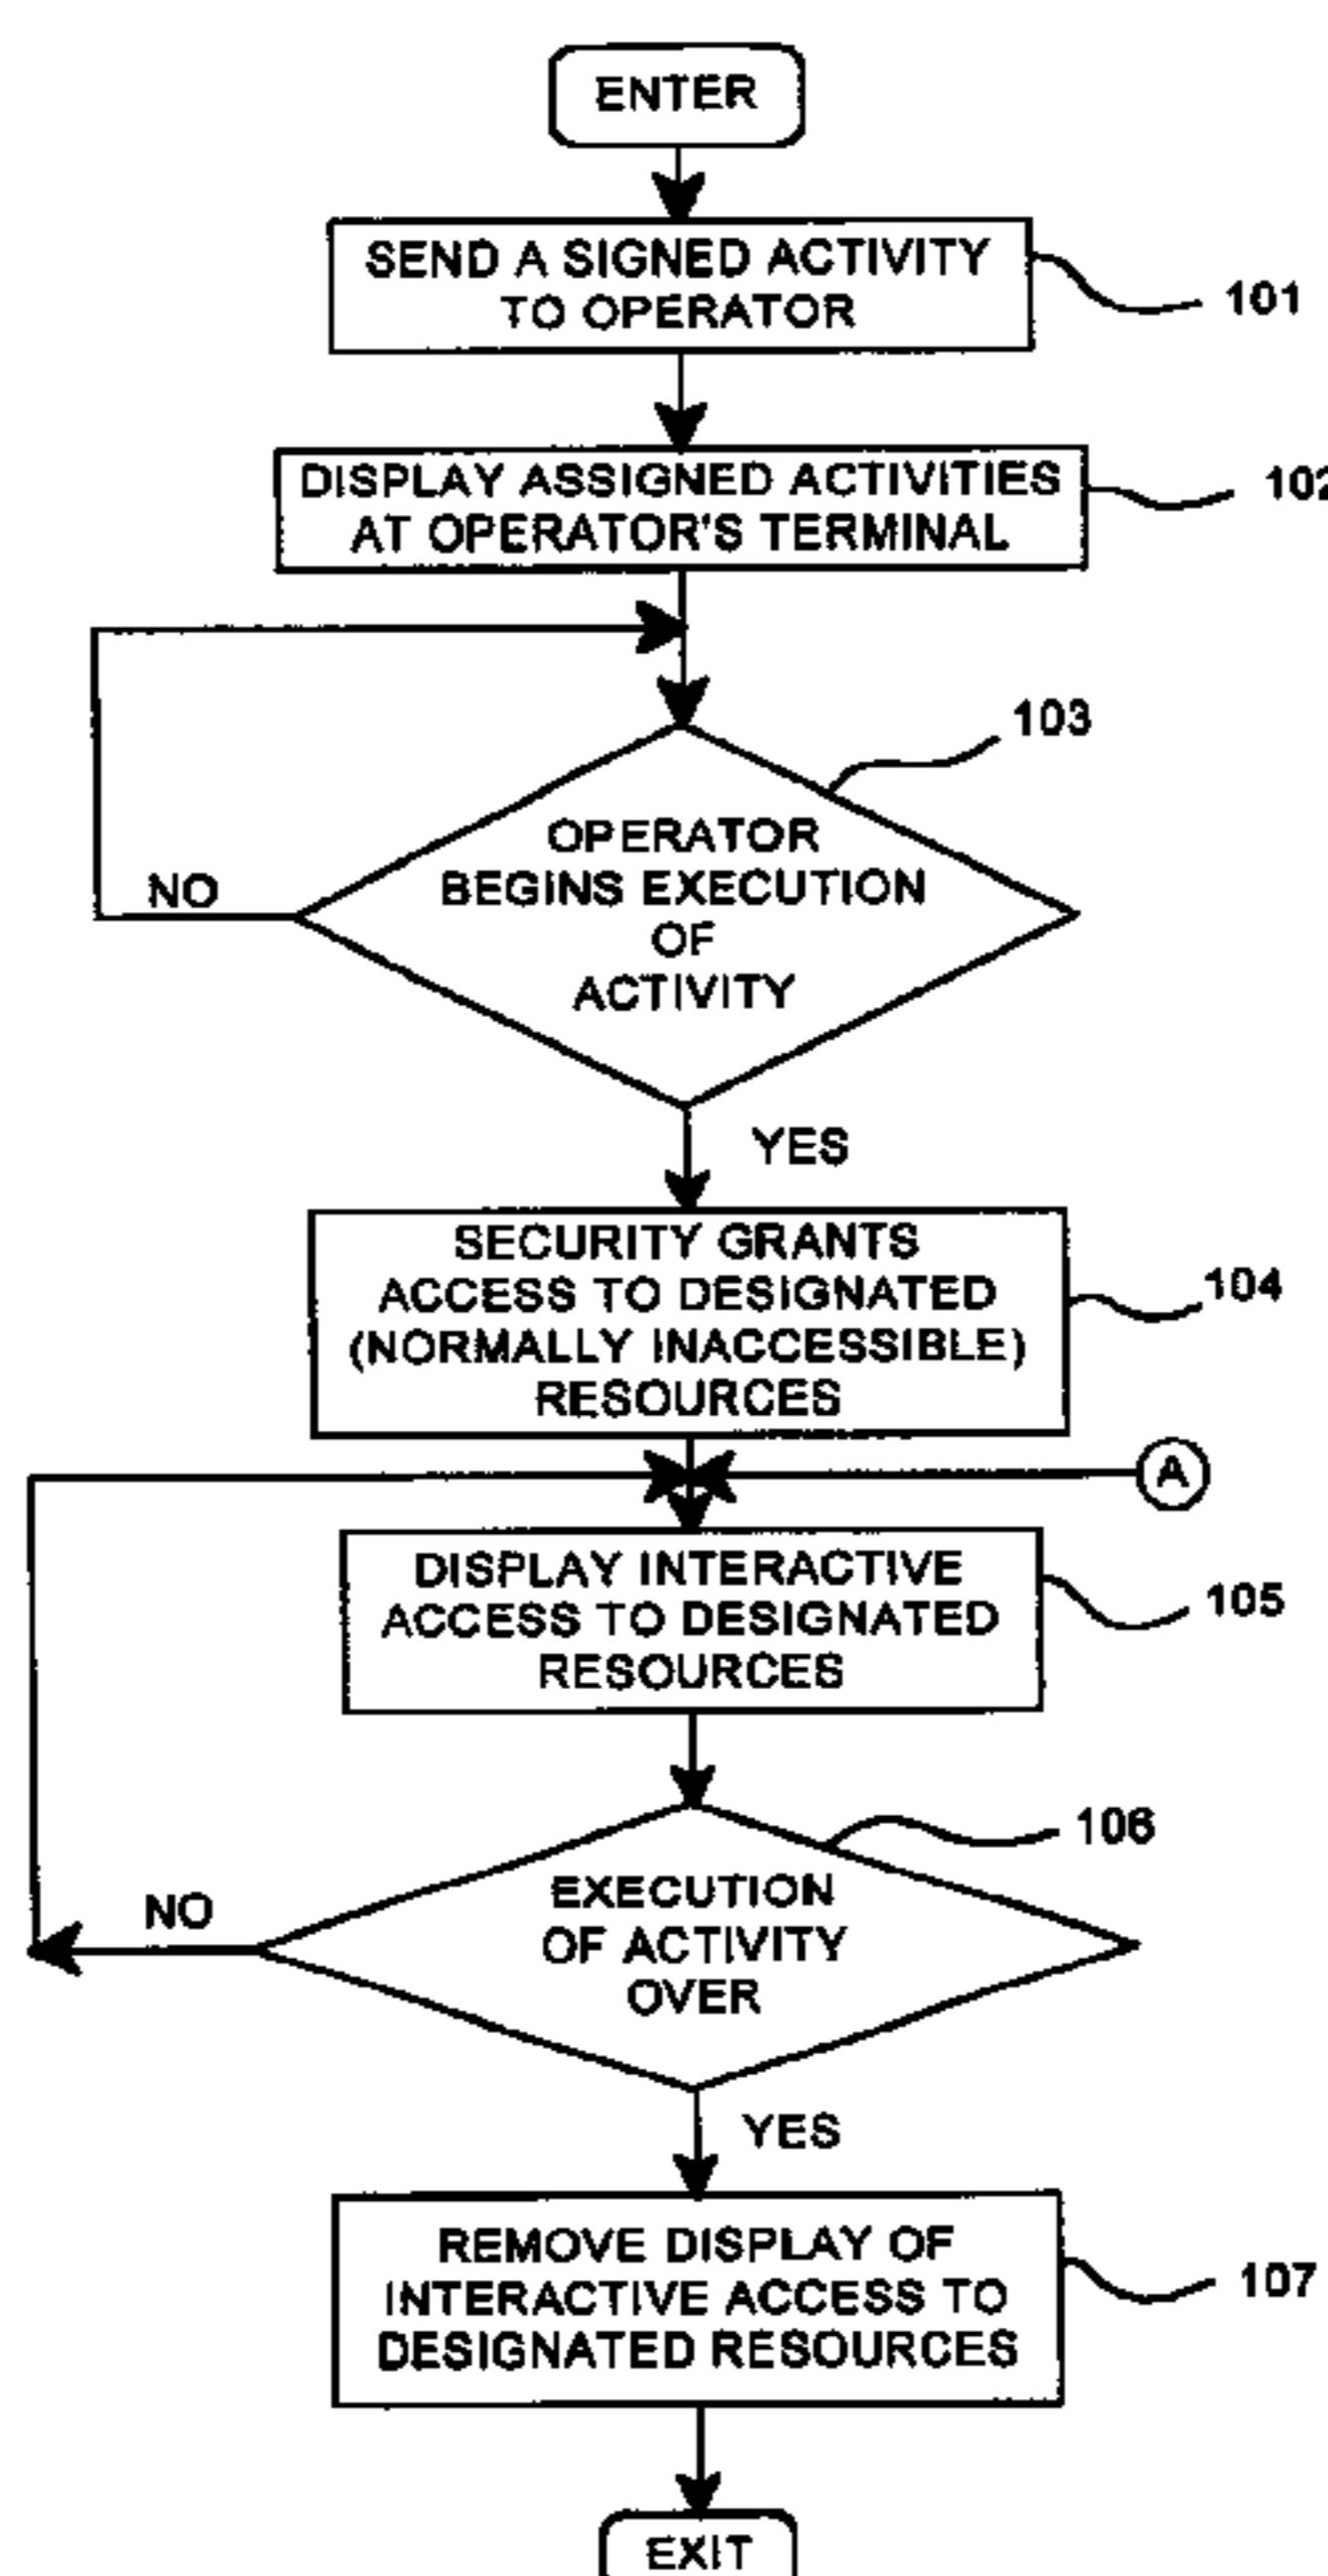 ENTER
SEND A SIGNED ACTIVITY
TO OPERATOR
101
DISPLAY ASSIGNED ACTIVITIES
AT OPERATOR'S TERMINAL
102
103
OPERATOR
BEGINS EXECUTION
OF
ACTIVITY
NO
YES
SECURITY GRANTS
ACCESS TO DESIGNATED
(NORMALLY INACCESSIBLE)
RESOURCES
104
A
DISPLAY INTERACTIVE
ACCESS TO DESIGNATED
RESOURCES
105
106
EXECUTION
OF ACTIVITY
OVER
NO
YES
REMOVE DISPLAY OF
INTERACTIVE ACCESS TO
DESIGNATED RESOURCES
107
EXIT